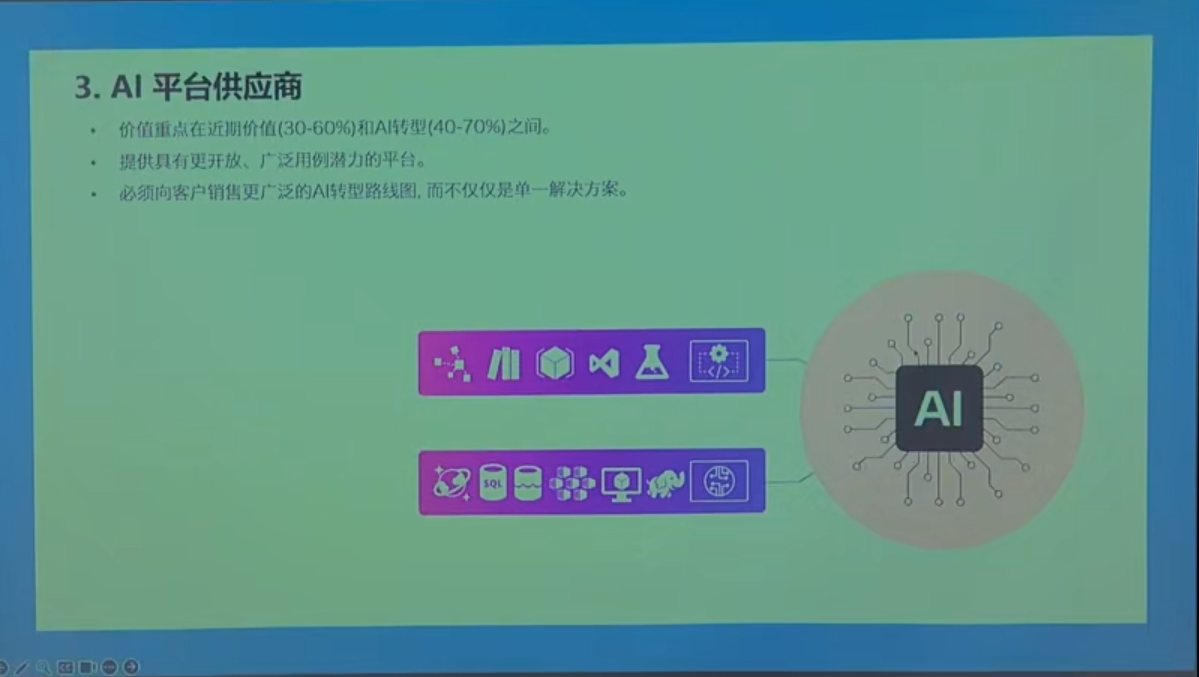 3. AI 平台供应商
• 价值重点在近期价值(30-60%)和AI转型(40-70%)之间。
• 提供具有更开放、广泛用例潜力的平台。
• 必须向客户销售更广泛的AI转型路线图, 而不仅仅是单一解决方案。
</>
AI
SQL